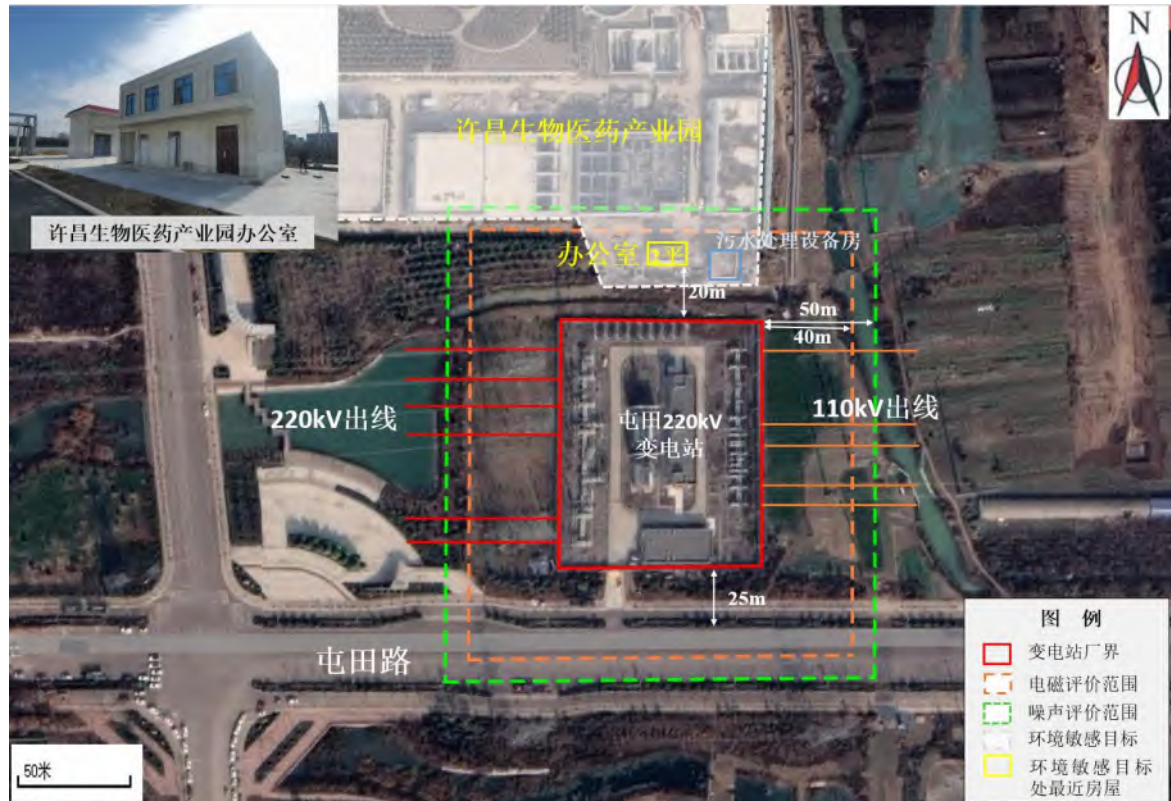 N
许昌生物医药产业园
许昌生物医药产业园办公室
办公室
2 平
污水处理设备房
20m
50m
40m
220kV出线
屯田220kV
变电站
110kV出线
25m
屯田路
50米
图 例
变电站厂界
电磁评价范围
噪声评价范围
环境敏感目标
环境敏感目标
处最近房屋